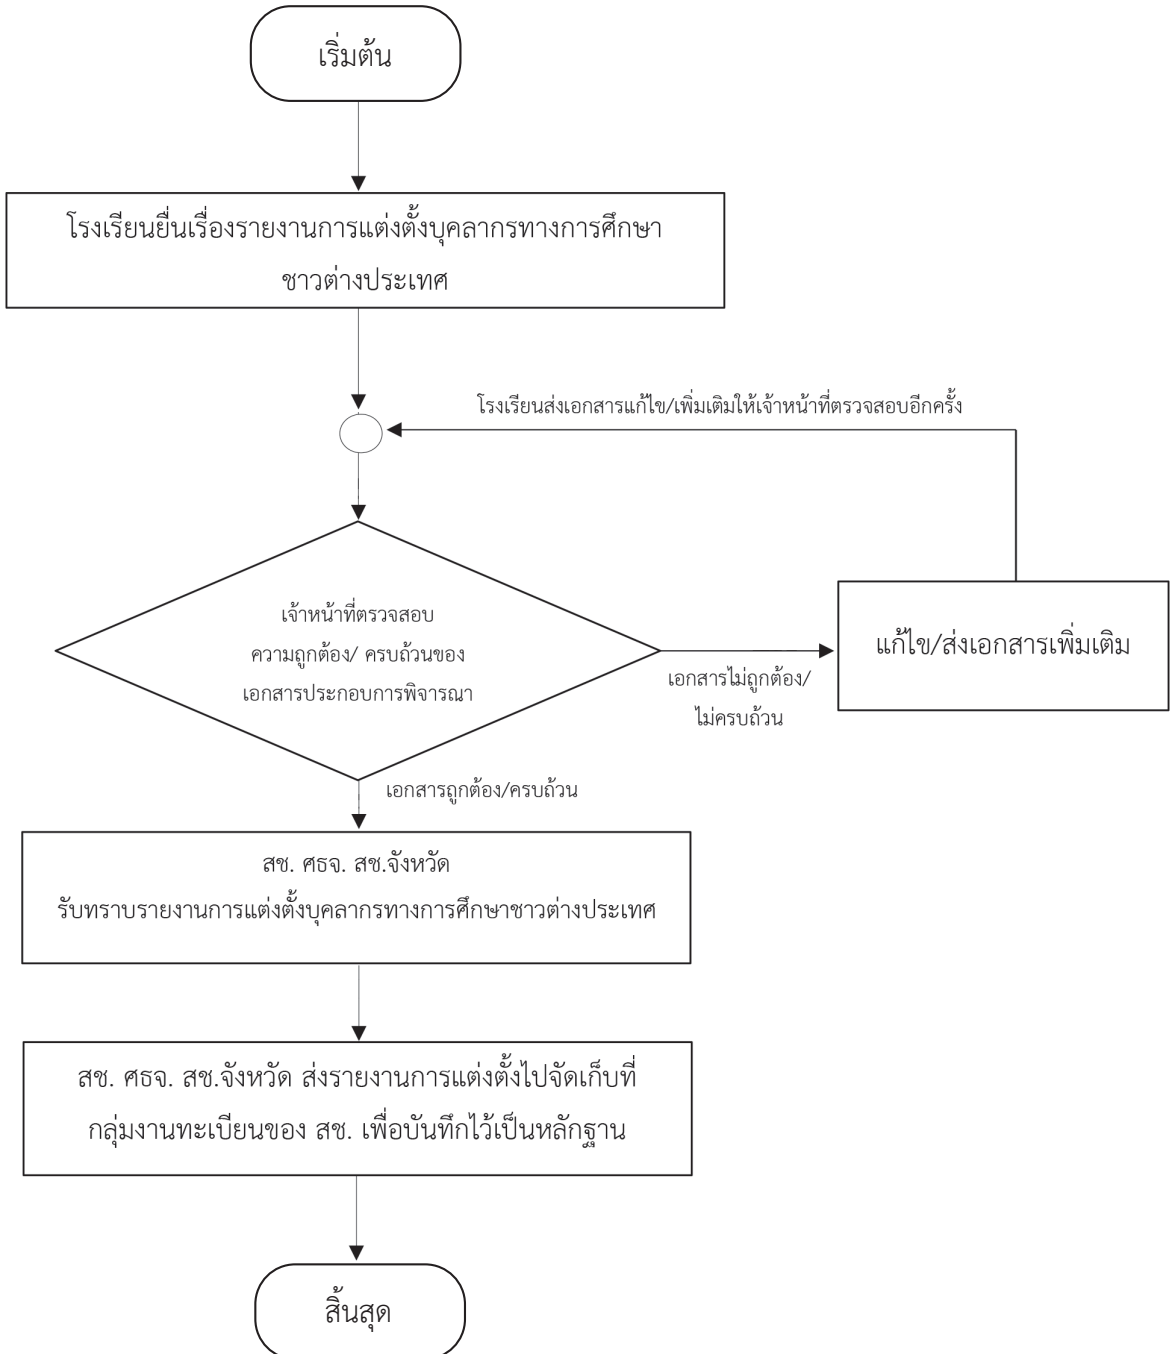 เริ่มต้น
โรงเรียนยื่นเรื่องรายงานการแต่งตั้งบุคลากรทางการศึกษา
ชาวต่างประเทศ
โรงเรียนส่งเอกสารแก้ไข/เพิ่มเติมให้เจ้าหน้าที่ตรวจสอบอีกครั้ง
เจ้าหน้าที่ตรวจสอบ
ความถูกต้อง/ ครบถ้วนของ
เอกสารประกอบการพิจารณา
แก้ไข/ส่งเอกสารเพิ่มเติม
เอกสารไม่ถูกต้อง/
ไม่ครบถ้วน
เอกสารถูกต้อง/ครบถ้วน
สช. ศธจ. สช.จังหวัด
รับทราบรายงานการแต่งตั้งบุคลากรทางการศึกษาชาวต่างประเทศ
สช. ศธจ. สช.จังหวัด ส่งรายงานการแต่งตั้งไปจัดเก็บที่
กลุ่มงานทะเบียนของ สช. เพื่อบันทึกไว้เป็นหลักฐาน
สิ้นสุด